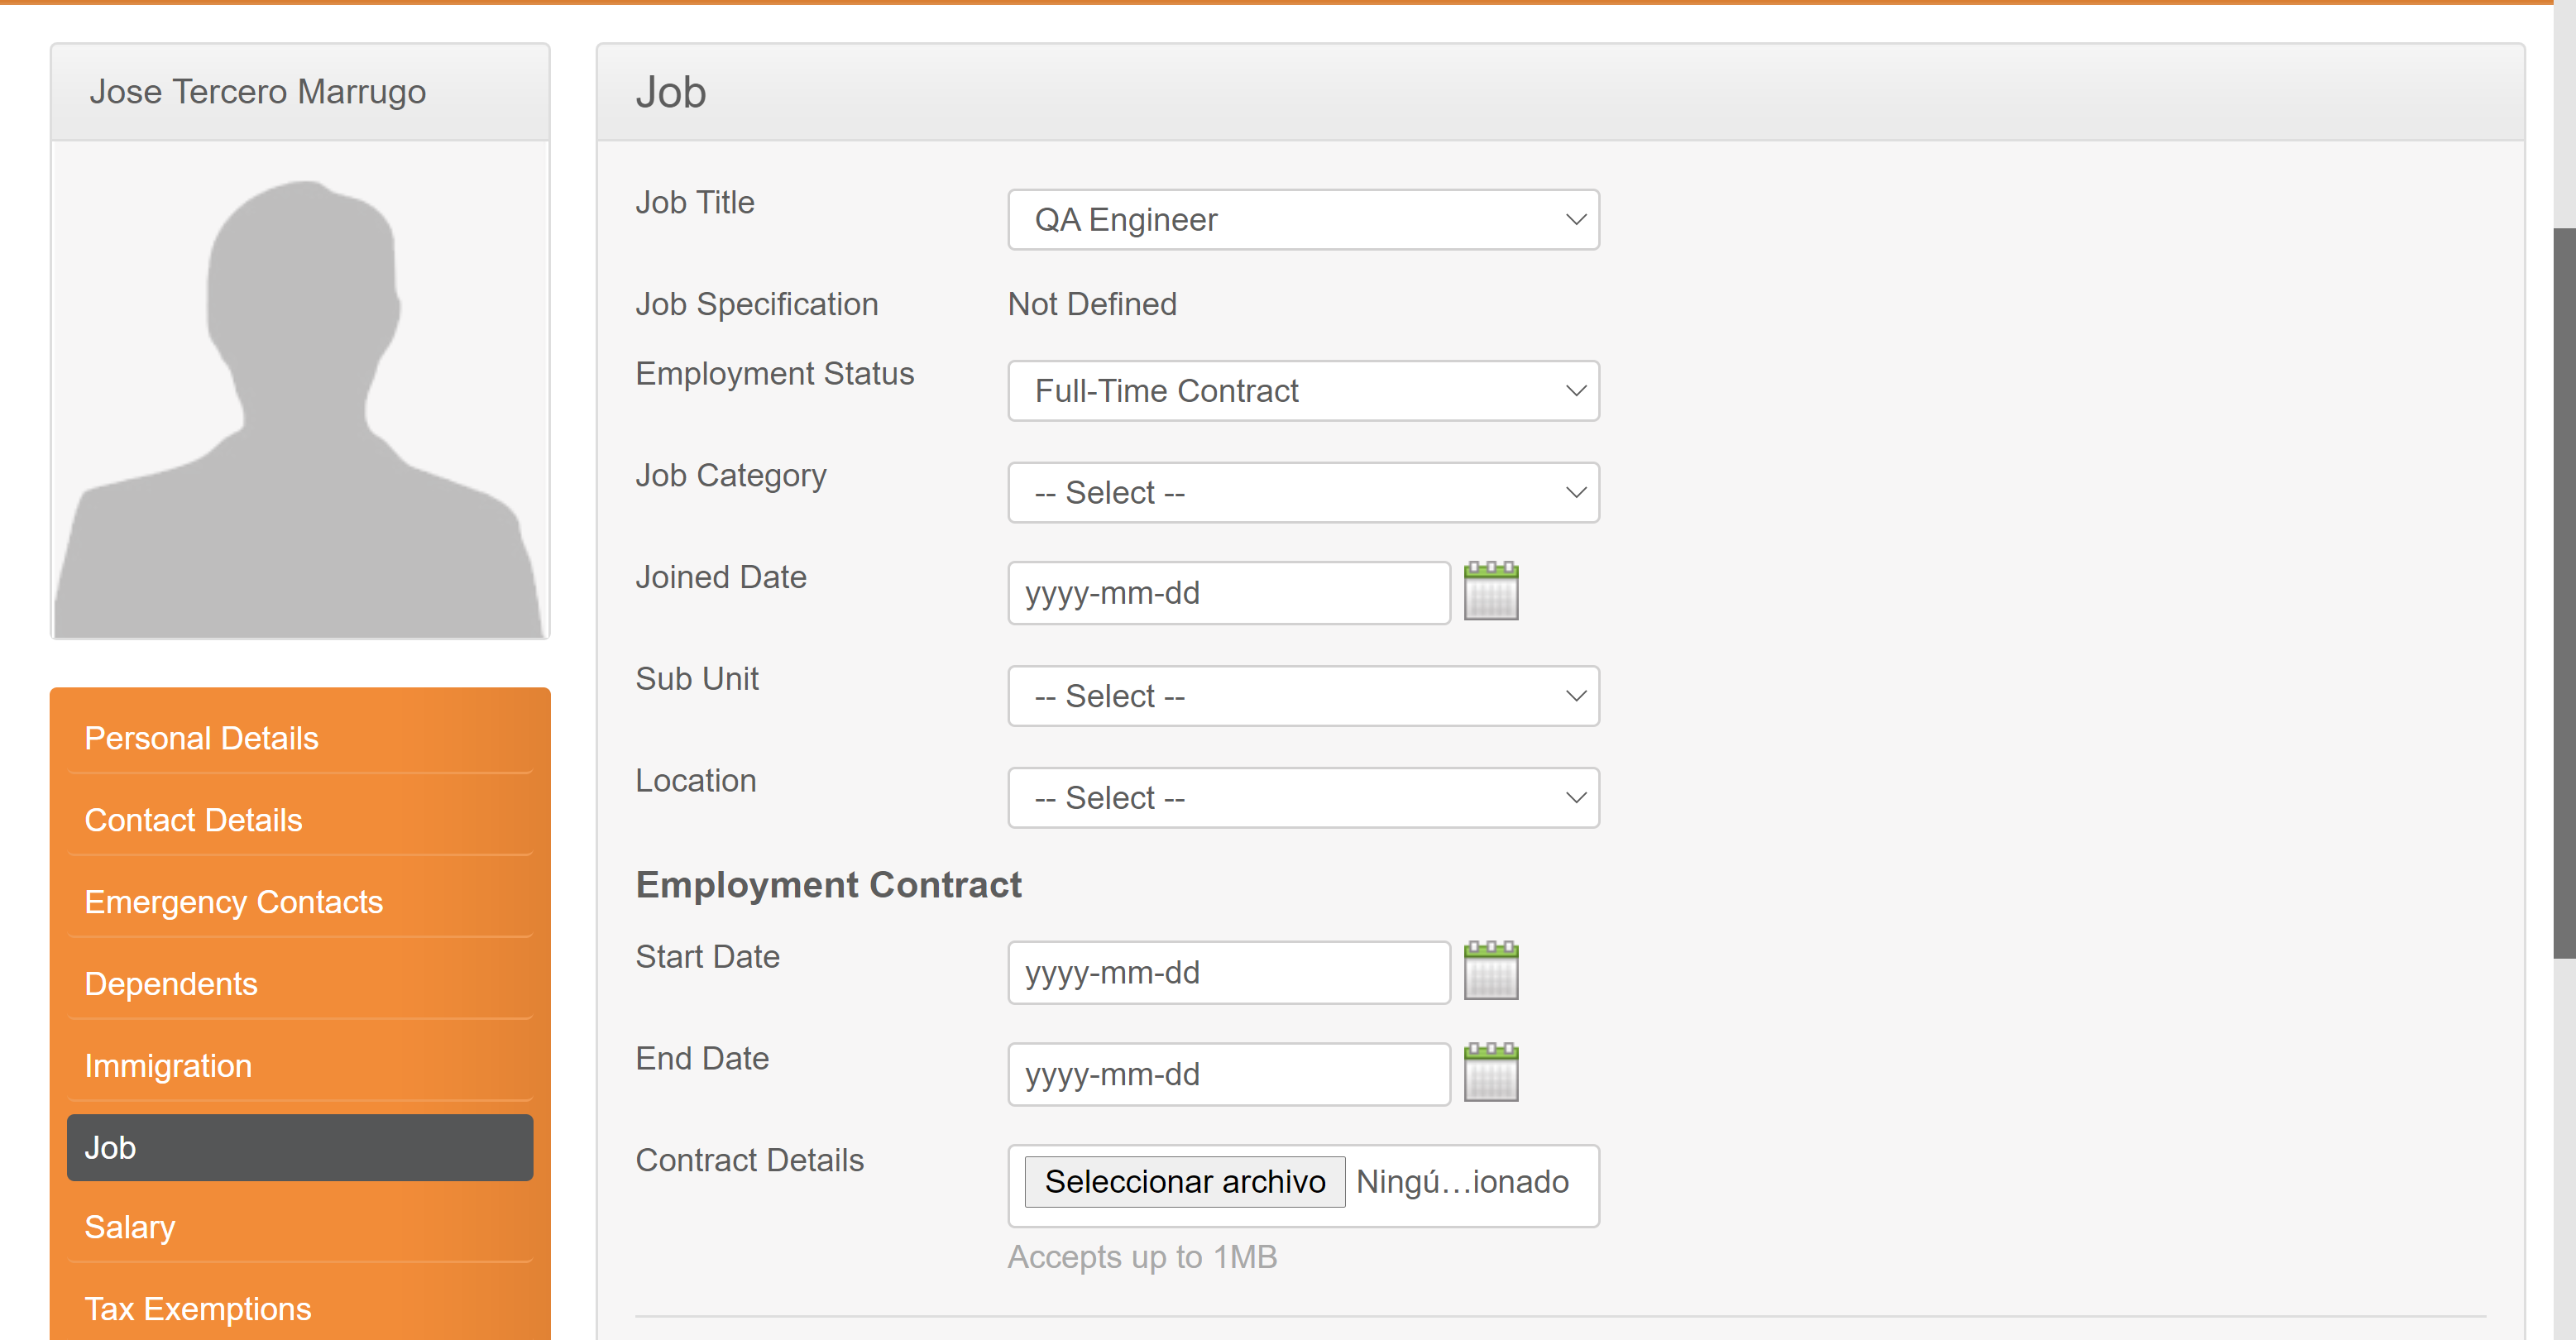 Jose Tercero Marrugo
Personal Details
Contact Details
Emergency Contacts
Dependents
Immigration
Job
Salary
Tax Exemptions
Job
Job Title
QA Engineer
Job Specification
Not Defined
Employment Status
Full-Time Contract
Job Category
-- Select --
Joined Date
yyyy-mm-dd
Sub Unit
-- Select --
Location
-- Select --
Employment Contract
Start Date
yyyy-mm-dd
End Date
yyyy-mm-dd
Contract Details
Seleccionar archivo Ningú…ionado
Accepts up to 1MB